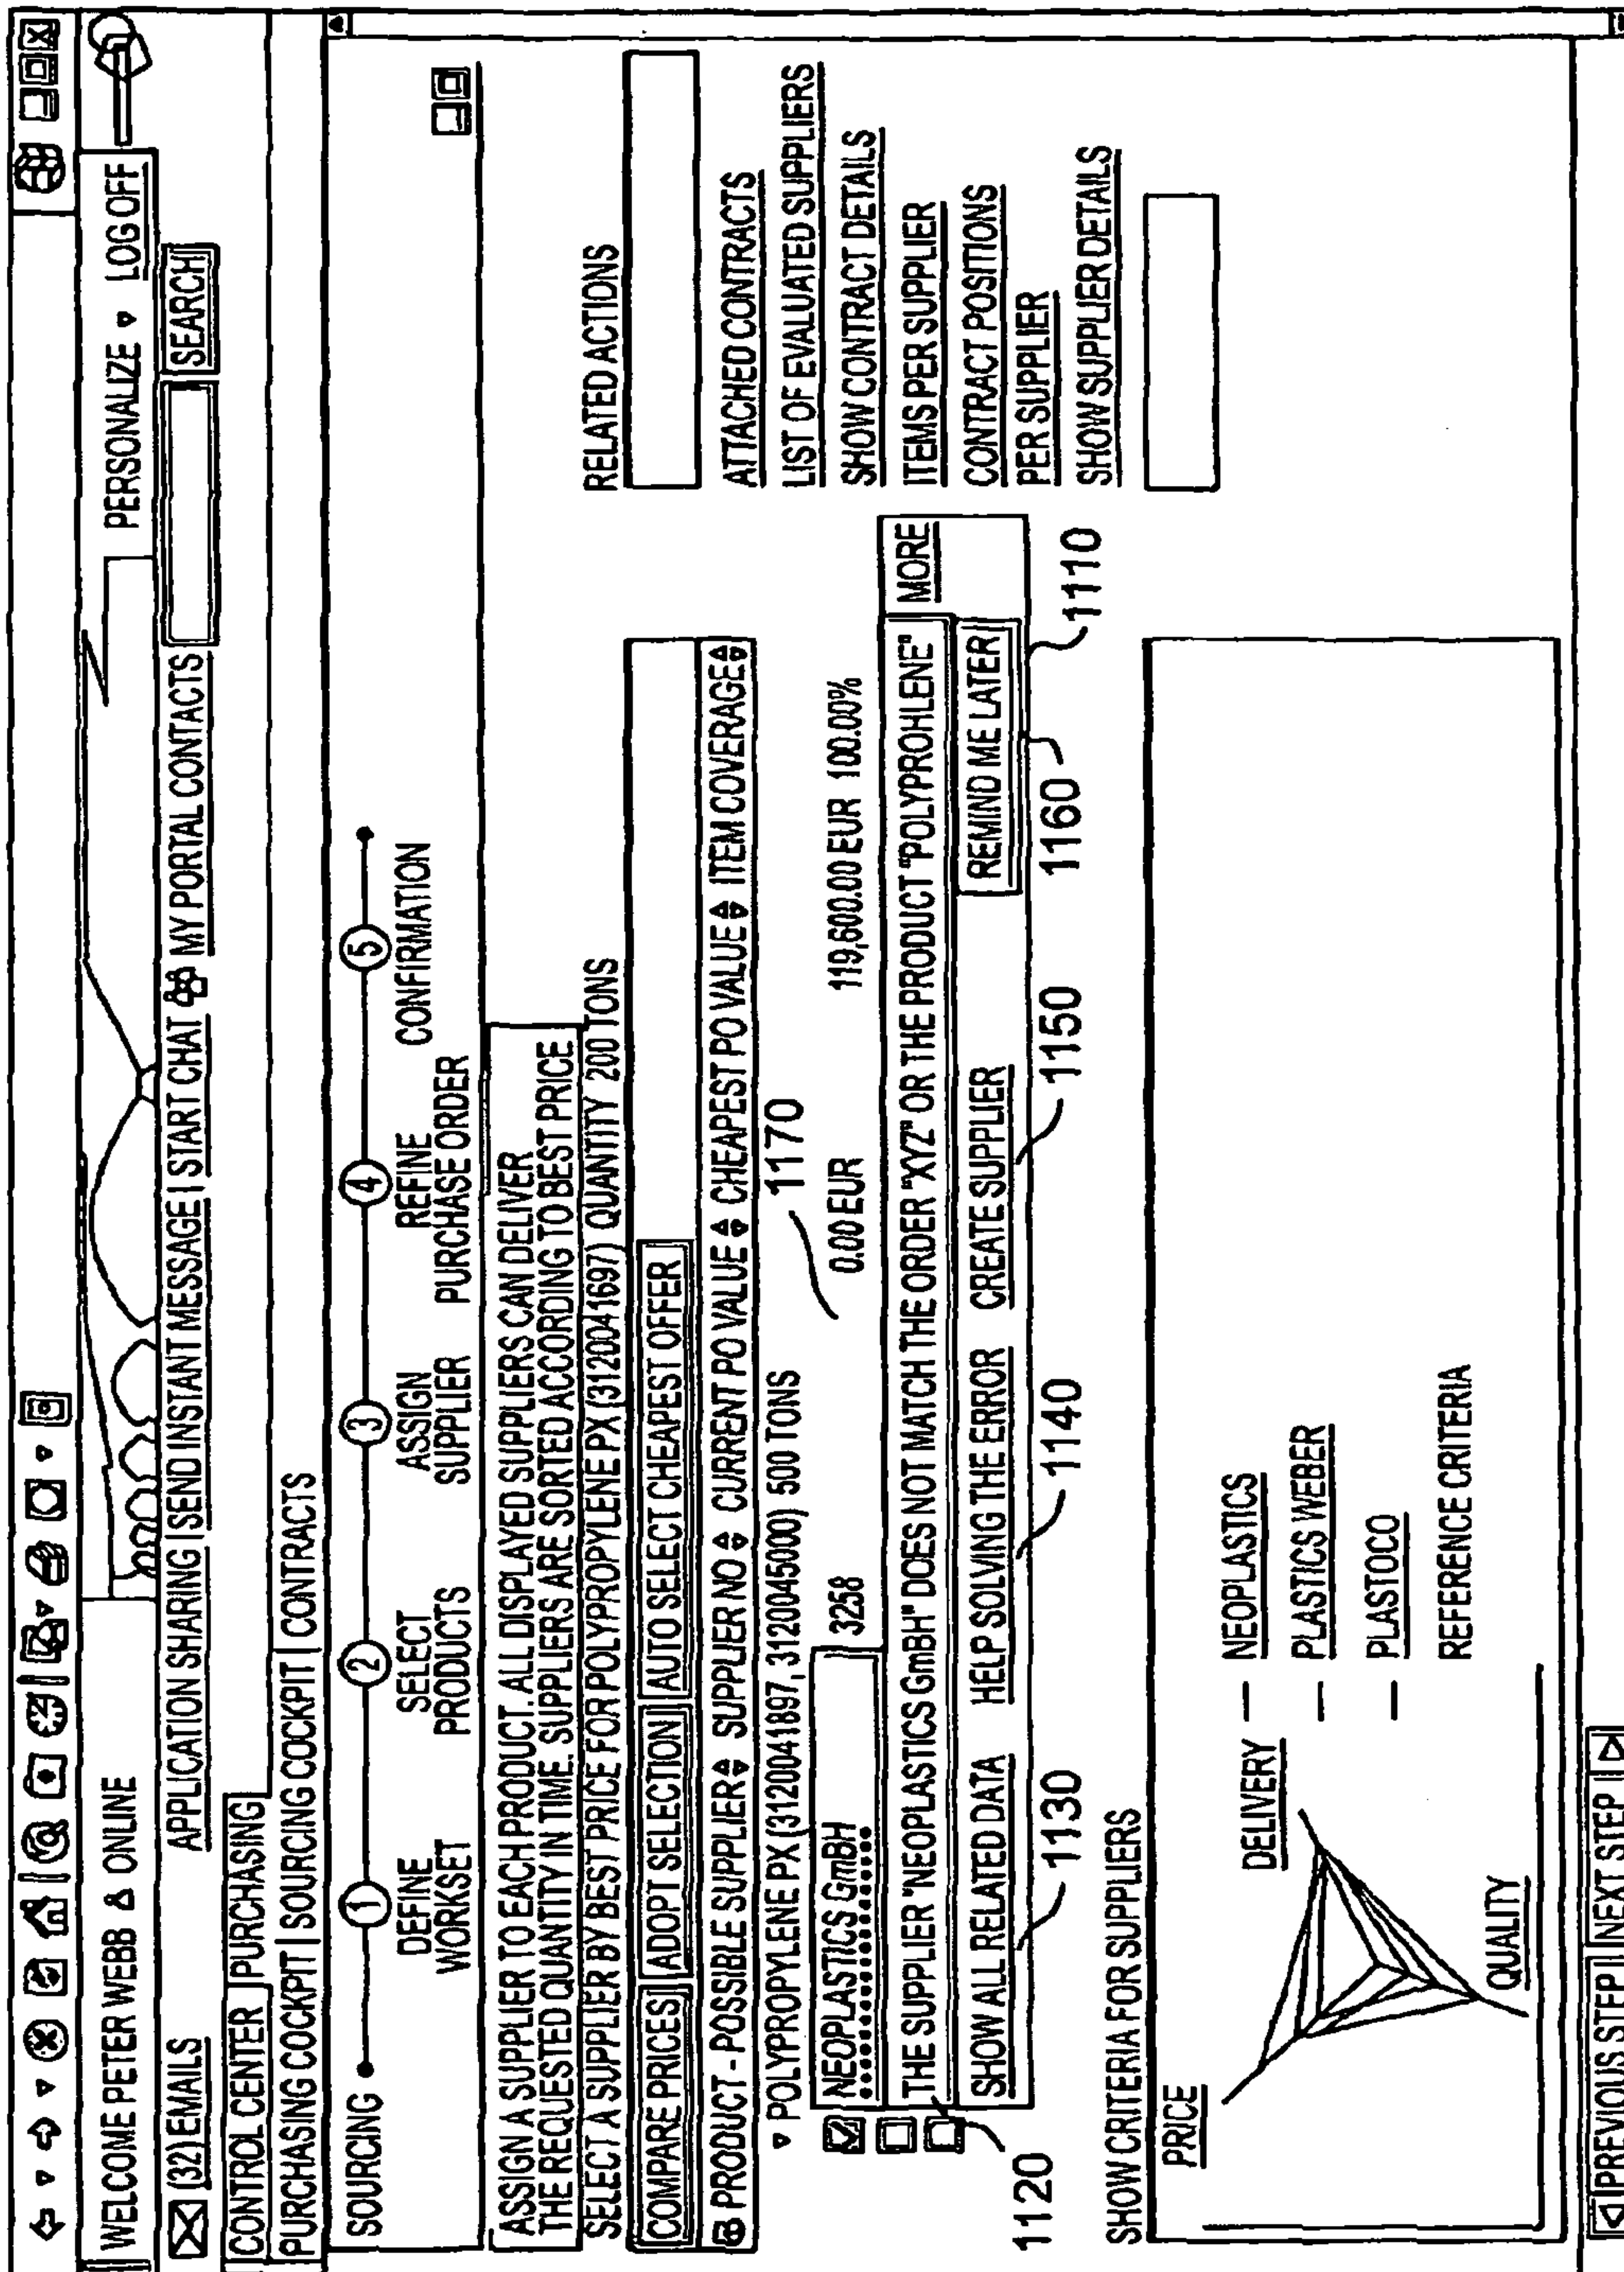 WELCOME PETER WEBB & ONLINE
PERSONALIZE LOG OFF
(32) EMAILS APPLICATION SHARING | SEND INSTANT MESSAGE | START CHAT MY PORTAL CONTACTS SEARCH
CONTROL CENTER PURCHASING
PURCHASING COCKPIT | SOURCING COCKPIT | CONTRACTS
SOURCING
1 2 3 4 5
DEFINE WORKSET
SELECT PRODUCTS
ASSIGN SUPPLIER
REFINE PURCHASE ORDER
CONFIRMATION
ASSIGN A SUPPLIER TO EACH PRODUCT. ALL DISPLAYED SUPPLIERS CAN DELIVER
THE REQUESTED QUANTITY IN TIME. SUPPLIERS ARE SORTED ACCORDING TO BEST PRICE
SELECT A SUPPLIER BY BEST PRICE FOR POLYPROPYLENE PX (3120041697) QUANTITY 200 TONS
COMPARE PRICES ADOPT SELECTION AUTO SELECT CHEAPEST OFFER
PRODUCT - POSSIBLE SUPPLIER SUPPLIER NO CURRENT PO VALUE CHEAPEST PO VALUE ITEM COVERAGE
POLYPROPYLENE PX (3120041897, 3120045000) 500 TONS
1170
NEOPLASTICS GmBH 3258 0.00 EUR 119,600.00 EUR 100.00%
THE SUPPLIER "NEOPLASTICS GmBH" DOES NOT MATCH THE ORDER "XYZ" OR THE PRODUCT "POLYPROHLENE" MORE
SHOW ALL RELATED DATA HELP SOLVING THE ERROR CREATE SUPPLIER REMIND ME LATER
1120 1130 1140 1150 1160 1110
RELATED ACTIONS
ATTACHED CONTRACTS
LIST OF EVALUATED SUPPLIERS
SHOW CONTRACT DETAILS
ITEMS PER SUPPLIER
CONTRACT POSITIONS
PER SUPPLIER
SHOW SUPPLIER DETAILS
SHOW CRITERIA FOR SUPPLIERS
PRICE
DELIVERY
QUALITY
NEOPLASTICS
PLASTICS WEBER
PLASTOCO
REFERENCE CRITERIA
PREVIOUS STEP NEXT STEP